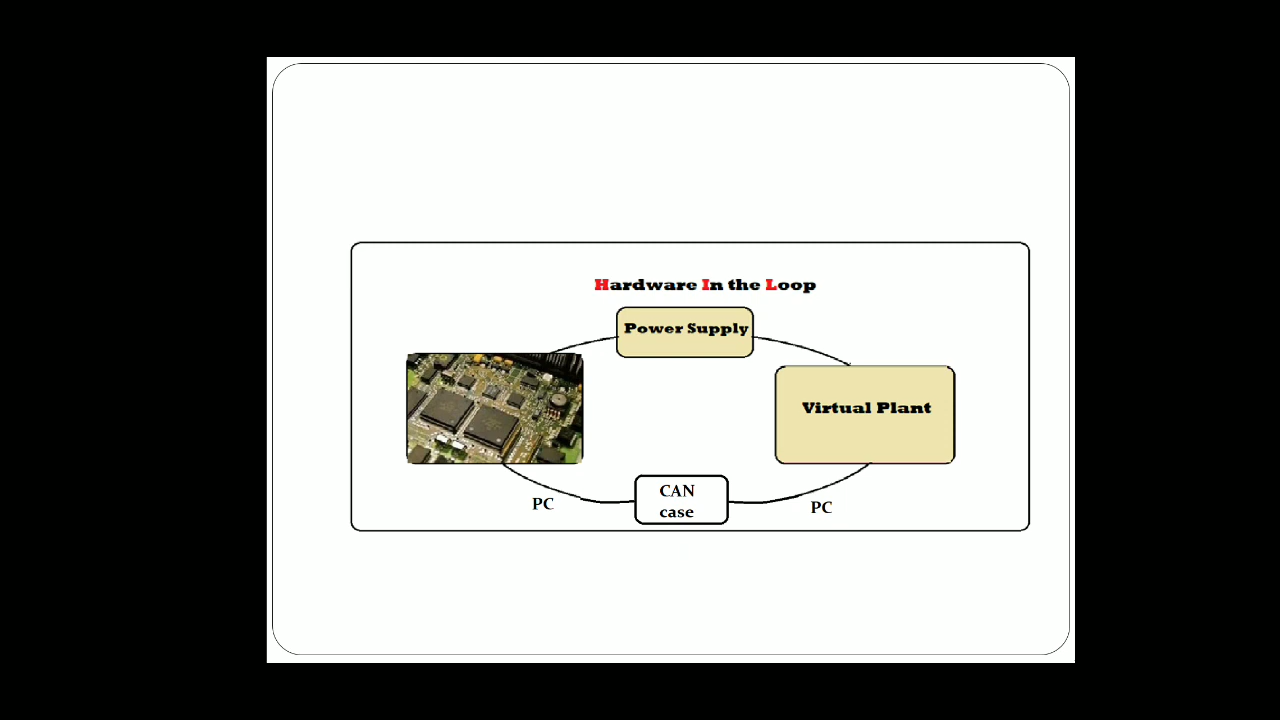 Hardware In the Loop
Power Supply
Virtual Plant
CAN
case
PC
PC